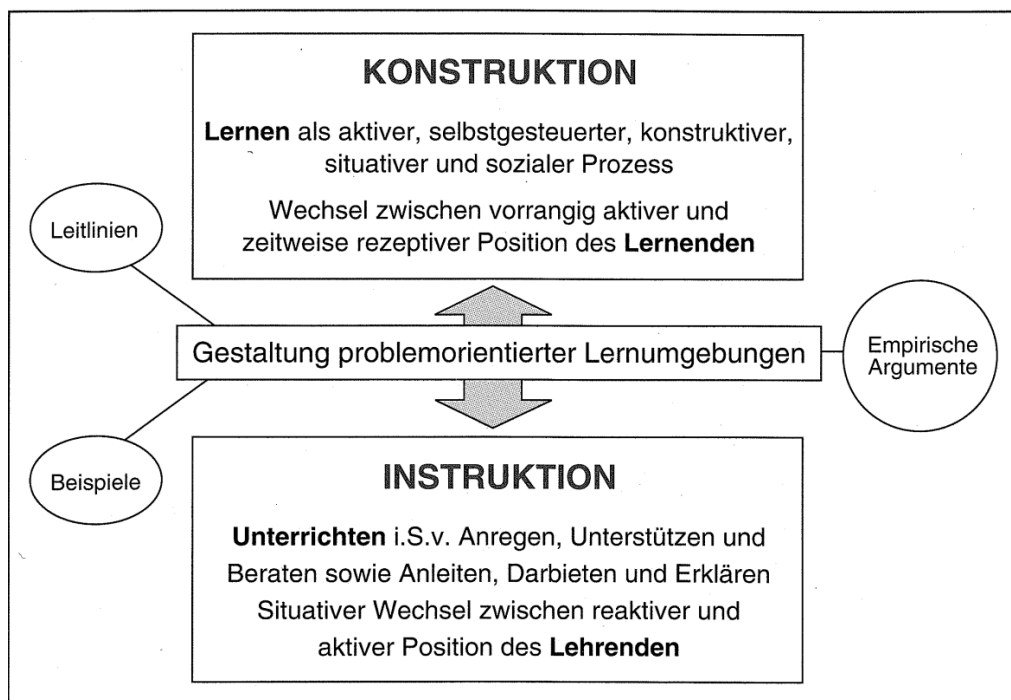 KONSTRUKTION
Lernen als aktiver, selbstgesteuerter, konstruktiver,
situativer und sozialer Prozess
Wechsel zwischen vorrangig aktiver und
zeitweise rezeptiver Position des Lernenden
Leitlinien
Gestaltung problemorientierter Lernumgebungen
Empirische
Argumente
Beispiele
INSTRUKTION
Unterrichten i.S.v. Anregen, Unterstützen und
Beraten sowie Anleiten, Darbieten und Erklären
Situativer Wechsel zwischen reaktiver und
aktiver Position des Lehrenden